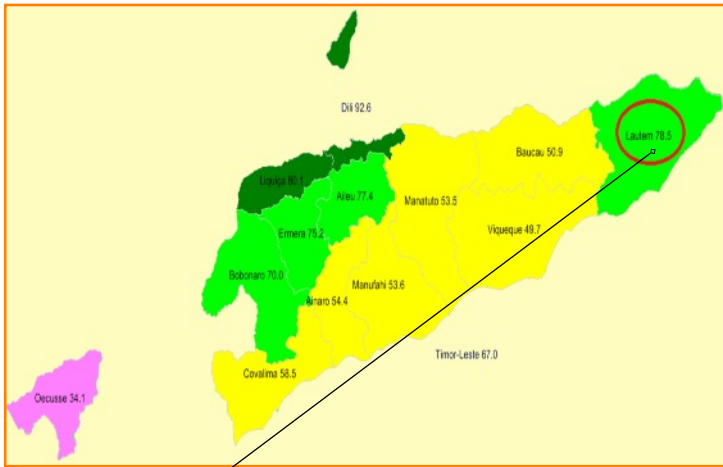 Dili 92.6
Lautem 78.5
Baucau 50.9
Liquiça 80.1
Aileu 77.4
Manatuto 53.5
Ermera 75.2
Viqueque 49.7
Bobonaro 70.0
Manufahi 53.6
Ainaro 54.4
Timor-Leste 67.0
Covalima 58.5
Oecusse 34.1